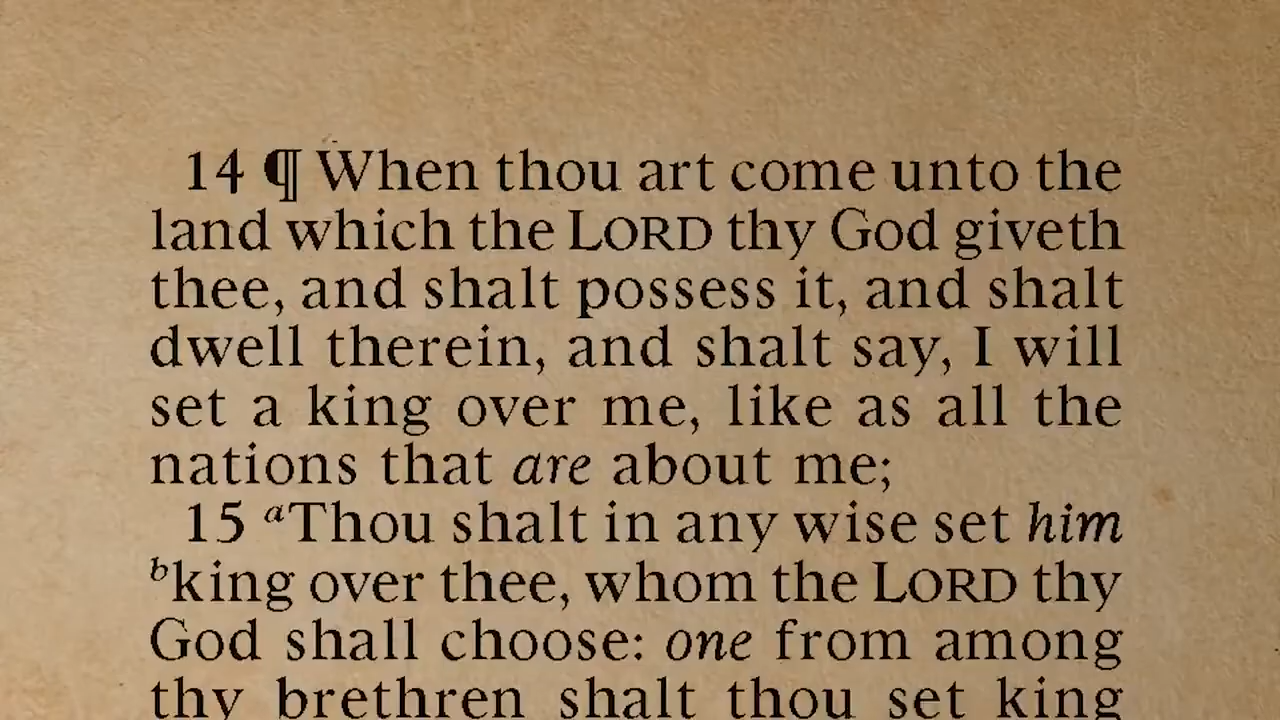 14 ¶ When thou art come unto the
land which the LORD thy God giveth
thee, and shalt possess it, and shalt
dwell therein, and shalt say, I will
set a king over me, like as all the
nations that are about me;
15 ᵃThou shalt in any wise set him
ᵇking over thee, whom the LORD thy
God shall choose: one from among
thy brethren shalt thou set king